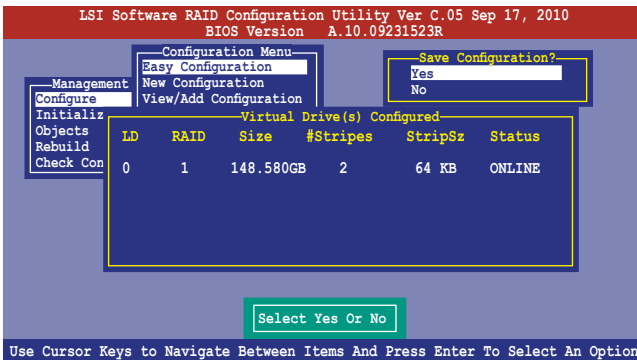 LSI Software RAID Configuration Utility Ver C.05 Sep 17, 2010
BIOS Version A.10.09231523R
Configuration Menu
Easy Configuration
New Configuration
View/Add Configuration
Save Configuration?
Yes
No
Management
Configure
Initializ
Objects
Rebuild
Check Con
Virtual Drive(s) Configured
LD RAID Size #Stripes StripSz Status
0 1 148.580GB 2 64 KB ONLINE
Select Yes Or No
Use Cursor Keys to Navigate Between Items And Press Enter To Select An Option